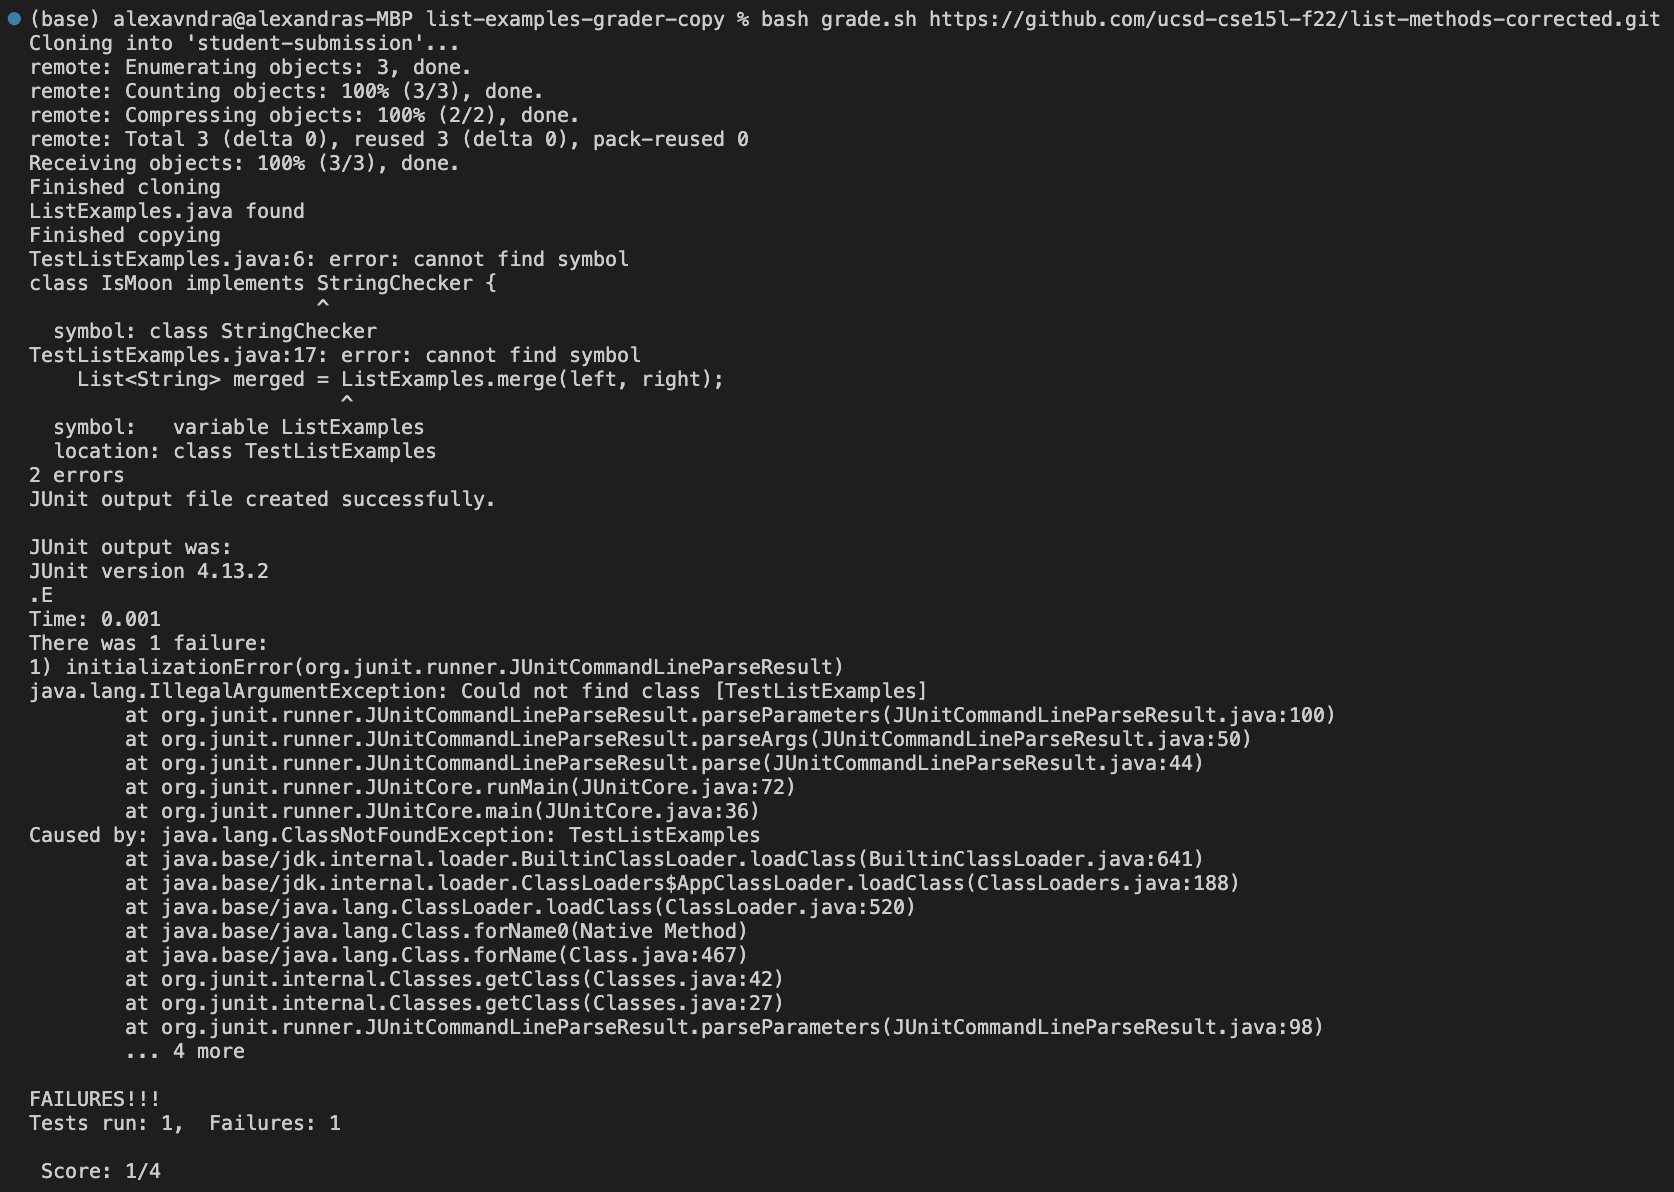 (base) alexavndra@alexandras-MBP list-examples-grader-copy % bash grade.sh https://github.com/ucsd-cse15l-f22/list-methods-corrected.git
Cloning into 'student-submission'...
remote: Enumerating objects: 3, done.
remote: Counting objects: 100% (3/3), done.
remote: Compressing objects: 100% (2/2), done.
remote: Total 3 (delta 0), reused 3 (delta 0), pack-reused 0
Receiving objects: 100% (3/3), done.
Finished cloning
ListExamples.java found
Finished copying
TestListExamples.java:6: error: cannot find symbol
class IsMoon implements StringChecker {
                        ^
  symbol: class StringChecker
TestListExamples.java:17: error: cannot find symbol
    List<String> merged = ListExamples.merge(left, right);
                          ^
  symbol:   variable ListExamples
  location: class TestListExamples
2 errors
JUnit output file created successfully.

JUnit output was:
JUnit version 4.13.2
.E
Time: 0.001
There was 1 failure:
1) initializationError(org.junit.runner.JUnitCommandLineParseResult)
java.lang.IllegalArgumentException: Could not find class [TestListExamples]
        at org.junit.runner.JUnitCommandLineParseResult.parseParameters(JUnitCommandLineParseResult.java:100)
        at org.junit.runner.JUnitCommandLineParseResult.parseArgs(JUnitCommandLineParseResult.java:50)
        at org.junit.runner.JUnitCommandLineParseResult.parse(JUnitCommandLineParseResult.java:44)
        at org.junit.runner.JUnitCore.runMain(JUnitCore.java:72)
        at org.junit.runner.JUnitCore.main(JUnitCore.java:36)
Caused by: java.lang.ClassNotFoundException: TestListExamples
        at java.base/jdk.internal.loader.BuiltinClassLoader.loadClass(BuiltinClassLoader.java:641)
        at java.base/jdk.internal.loader.ClassLoaders$AppClassLoader.loadClass(ClassLoaders.java:188)
        at java.base/java.lang.ClassLoader.loadClass(ClassLoader.java:520)
        at java.base/java.lang.Class.forName0(Native Method)
        at java.base/java.lang.Class.forName(Class.java:467)
        at org.junit.internal.Classes.getClass(Classes.java:42)
        at org.junit.internal.Classes.getClass(Classes.java:27)
        at org.junit.runner.JUnitCommandLineParseResult.parseParameters(JUnitCommandLineParseResult.java:98)
        ... 4 more

FAILURES!!!
Tests run: 1,  Failures: 1

 Score: 1/4